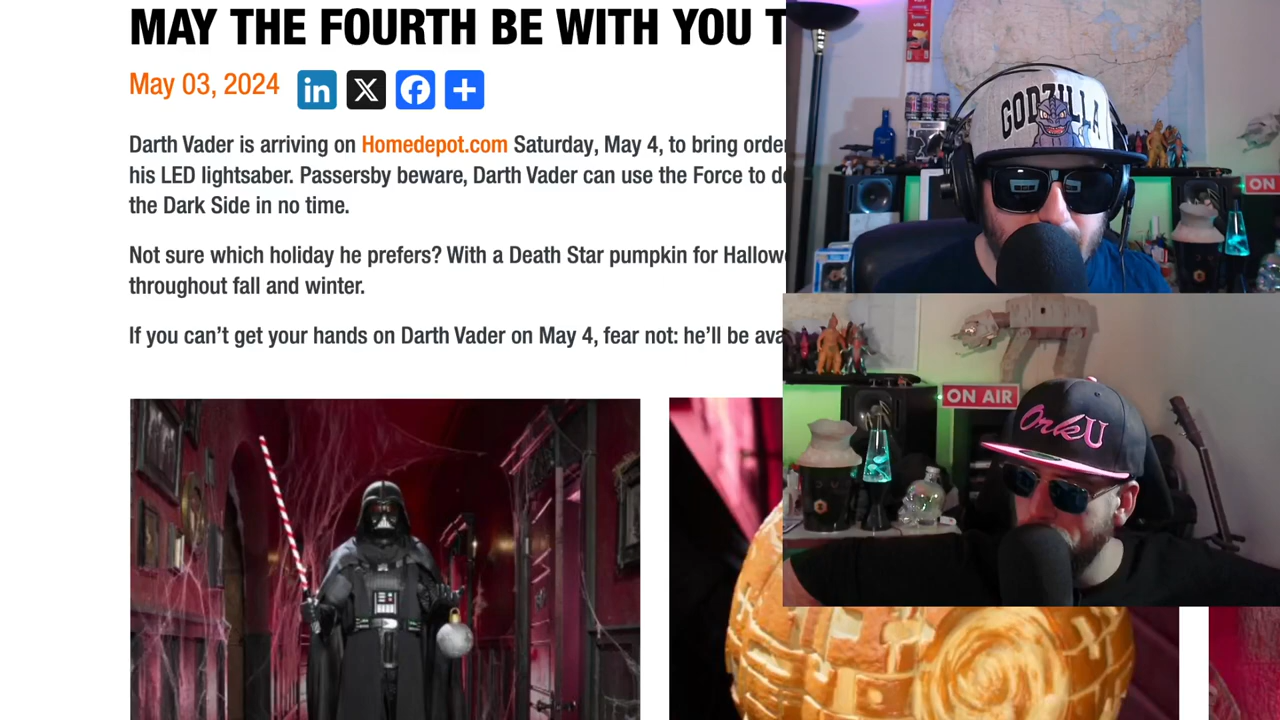 MAY THE FOURTH BE WITH YOU T
May 03, 2024
Darth Vader is arriving on Homedepot.com Saturday, May 4, to bring orde
his LED lightsaber. Passersby beware, Darth Vader can use the Force to de
the Dark Side in no time.
Not sure which holiday he prefers? With a Death Star pumpkin for Hallow
throughout fall and winter.
If you can’t get your hands on Darth Vader on May 4, fear not: he’ll be ava
GODZILLA
ON
ON AIR
OrkU